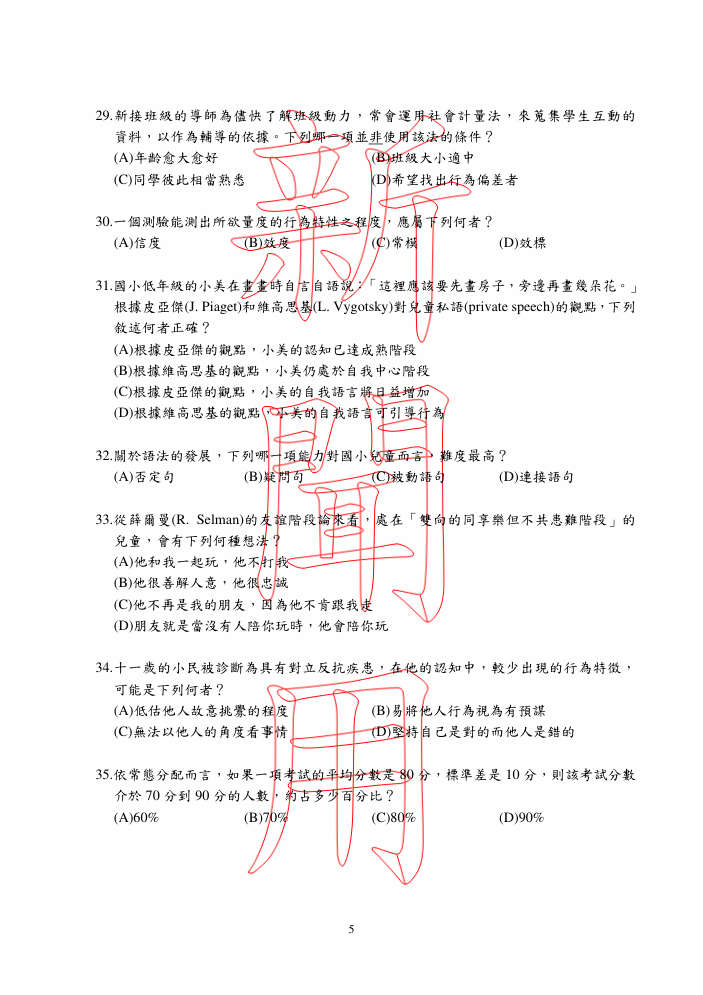 29.新接班級的導師為儘快了解班級動力，常會運用社會計量法，來蒐集學生互動的
資料，以作為輔導的依據。下列哪一項並非使用該法的條件？
(A)年齡愈大愈好 (B)班級大小適中
(C)同學彼此相當熟悉 (D)希望找出行為偏差者
30.一個測驗能測出所欲量度的行為特性之程度，應屬下列何者？
(A)信度 (B)效度 (C)常模 (D)效標
31.國小低年級的小美在畫畫時自言自語說：「這裡應該要先畫房子，旁邊再畫幾朵花。」
根據皮亞傑(J. Piaget)和維高思基(L. Vygotsky)對兒童私語(private speech)的觀點，下列
敘述何者正確？
(A)根據皮亞傑的觀點，小美的認知已達成熟階段
(B)根據維高思基的觀點，小美仍處於自我中心階段
(C)根據皮亞傑的觀點，小美的自我語言將日益增加
(D)根據維高思基的觀點，小美的自我語言可引導行為
32.關於語法的發展，下列哪一項能力對國小兒童而言，難度最高？
(A)否定句 (B)疑問句 (C)被動語句 (D)連接語句
33.從薛爾曼(R. Selman)的友誼階段論來看，處在「雙向的同享樂但不共患難階段」的
兒童，會有下列何種想法？
(A)他和我一起玩，他不打我
(B)他很善解人意，他很忠誠
(C)他不再是我的朋友，因為他不肯跟我走
(D)朋友就是當沒有人陪你玩時，他會陪你玩
34.十一歲的小民被診斷為具有對立反抗疾患，在他的認知中，較少出現的行為特徵，
可能是下列何者？
(A)低估他人故意挑釁的程度 (B)易將他人行為視為有預謀
(C)無法以他人的角度看事情 (D)堅持自己是對的而他人是錯的
35.依常態分配而言，如果一項考試的平均分數是 80 分，標準差是 10 分，則該考試分數
介於 70 分到 90 分的人數，約占多少百分比？
(A)60% (B)70% (C)80% (D)90%
新聞用
5